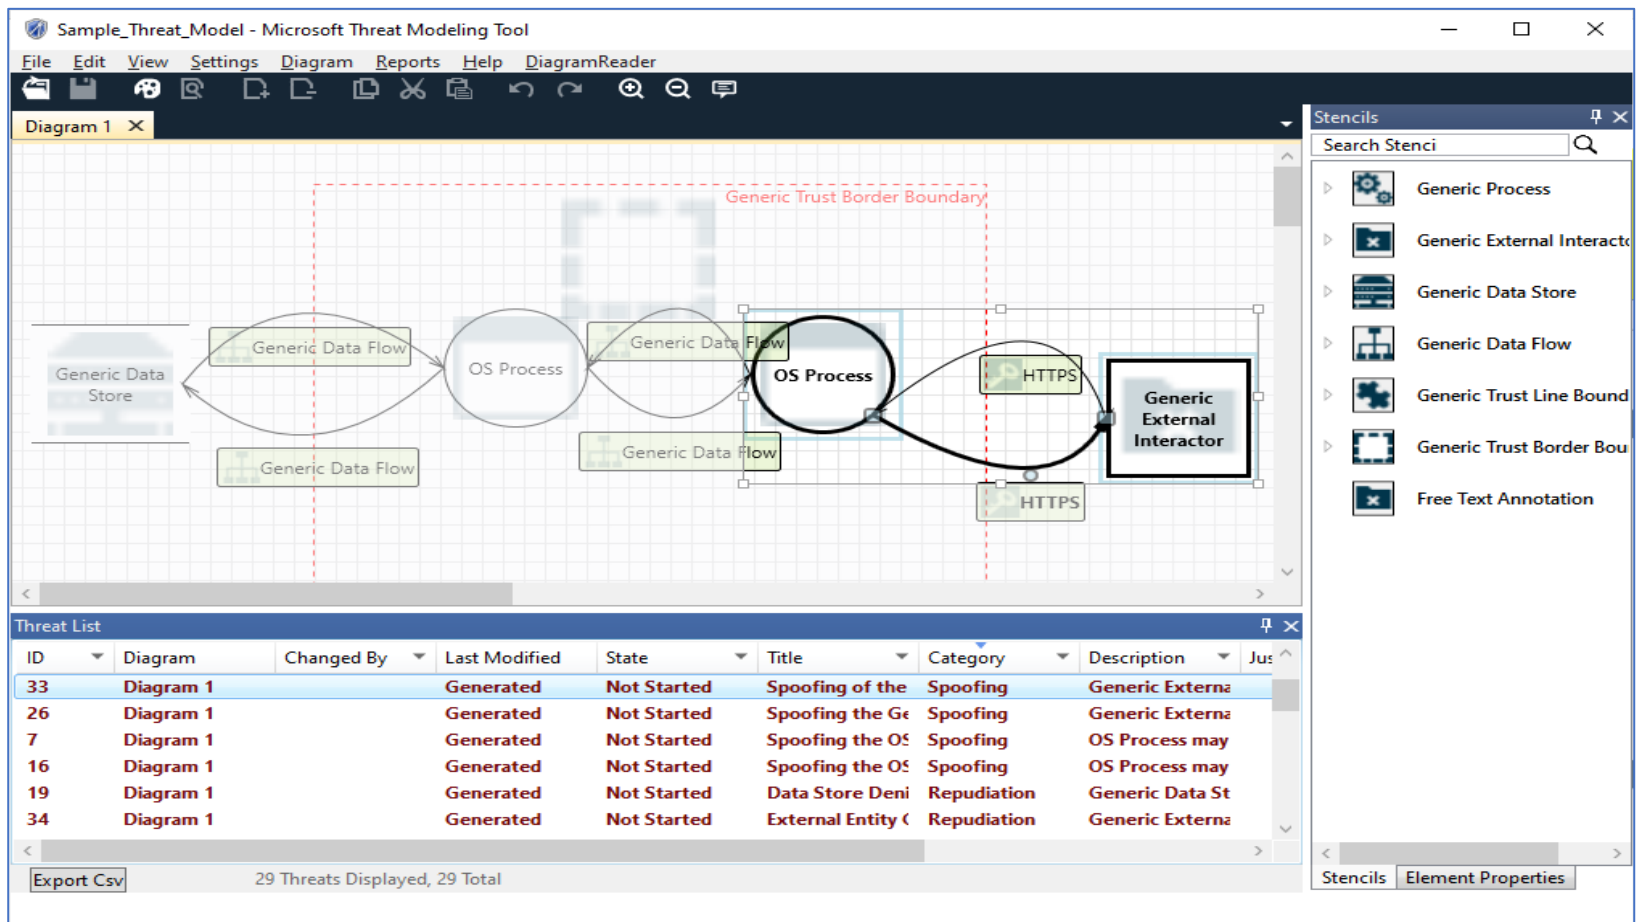 Sample_Threat_Model - Microsoft Threat Modeling Tool
File Edit View Settings Diagram Reports Help DiagramReader
Diagram 1
Generic Trust Border Boundary
Generic Data Flow
Generic Data Flow
OS Process
OS Process
HTTPS
Generic Data
Store
Generic
External
Interactor
Generic Data Flow
Generic Data Flow
HTTPS
Stencils
Search Stenci
Generic Process
Generic External Interacto
Generic Data Store
Generic Data Flow
Generic Trust Line Bound
Generic Trust Border Bou
Free Text Annotation
Stencils Element Properties
Threat List
ID Diagram Changed By Last Modified State Title Category Description Jus
33 Diagram 1 Generated Not Started Spoofing of the Spoofing Generic Externa
26 Diagram 1 Generated Not Started Spoofing the Ge Spoofing Generic Externa
7 Diagram 1 Generated Not Started Spoofing the OS Spoofing OS Process may
16 Diagram 1 Generated Not Started Spoofing the OS Spoofing OS Process may
19 Diagram 1 Generated Not Started Data Store Deni Repudiation Generic Data St
34 Diagram 1 Generated Not Started External Entity Repudiation Generic Externa
Export Csv 29 Threats Displayed, 29 Total